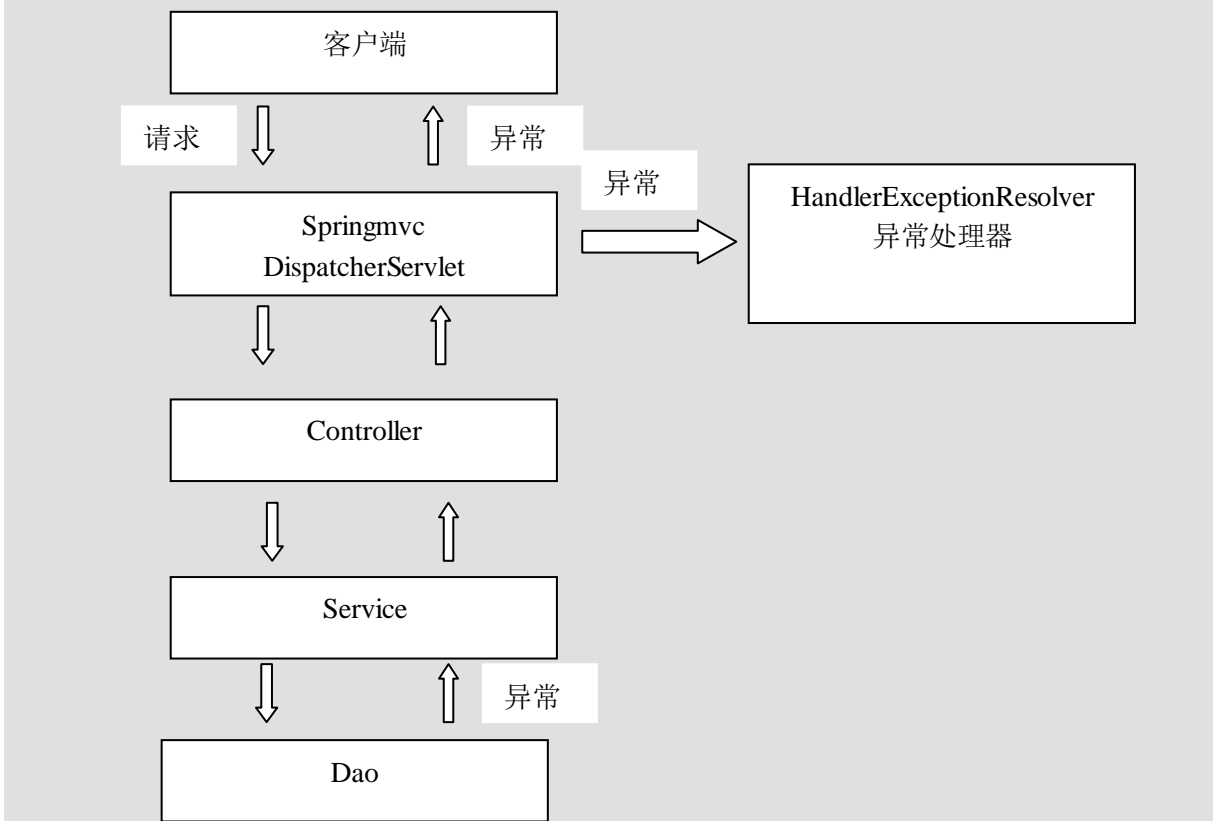 客户端
请求
异常
异常
Springmvc
DispatcherServlet
HandlerExceptionResolver
异常处理器
Controller
Service
异常
Dao